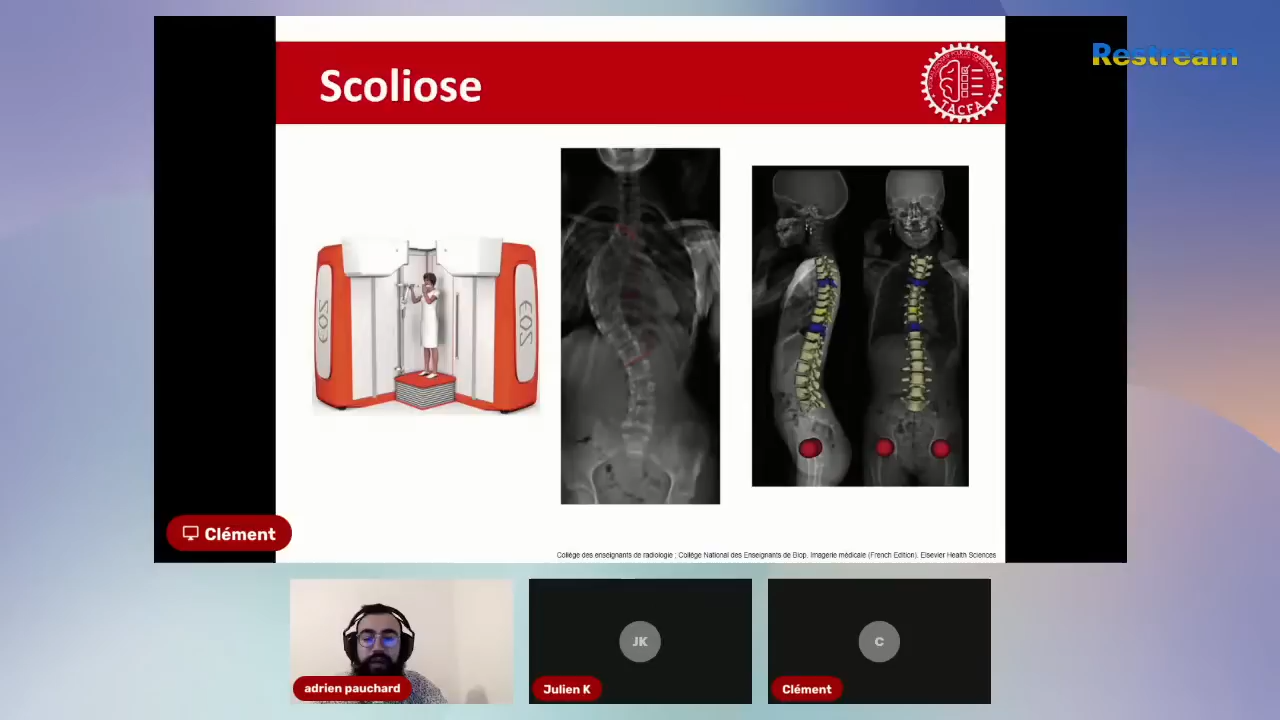 Restream
Scoliose
TACFA
EOS
EOS
Clément
Collège des enseignants de radiologie ; Collège National des Enseignants de Biop. Imagerie médicale (French Edition). Elsevier Health Sciences
JK
C
adrien pauchard
Julien K
Clément